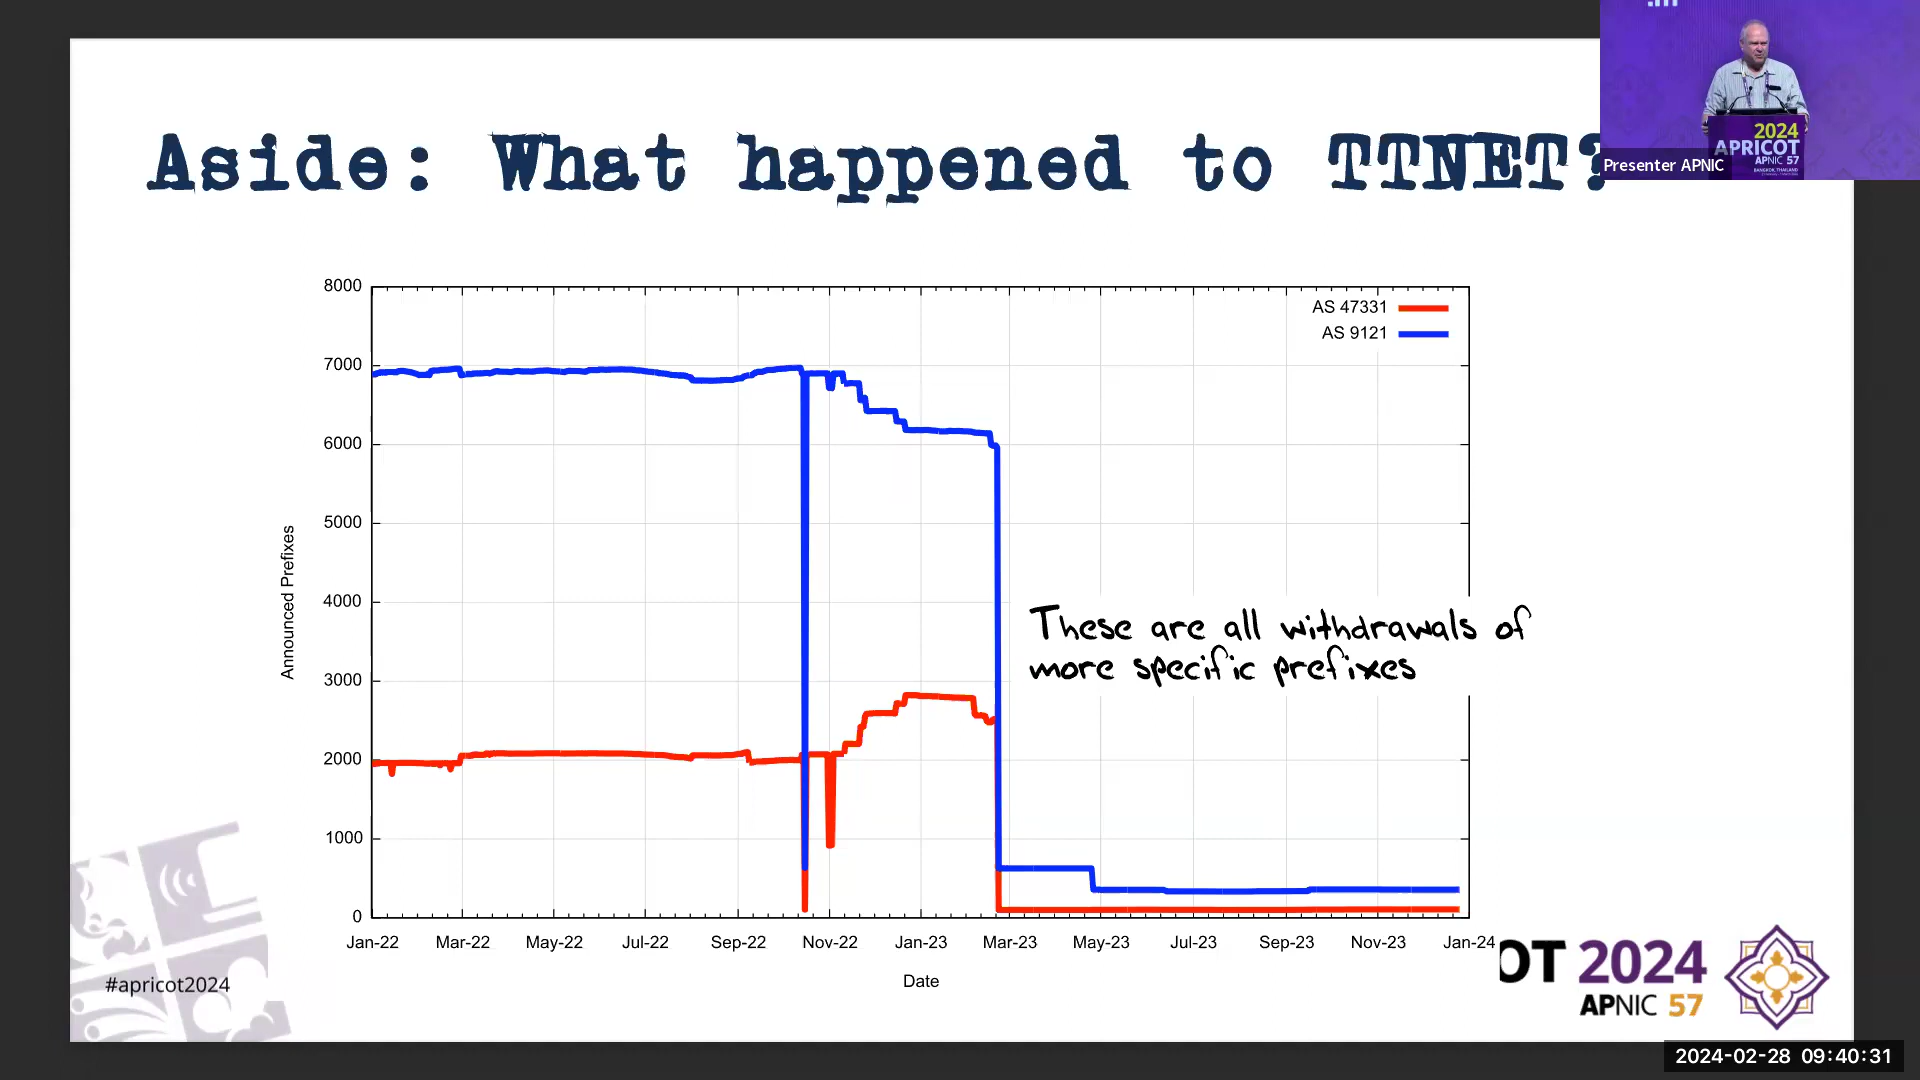 Aside: What happened to TTNET?
2024
APRICOT
APNIC 57
BANGKOK, THAILAND
Presenter APNIC
8000
7000
6000
5000
4000
3000
2000
1000
0
Announced Prefixes
AS 47331
AS 9121
These are all withdrawals of
more specific prefixes
Jan-22 Mar-22 May-22 Jul-22 Sep-22 Nov-22 Jan-23 Mar-23 May-23 Jul-23 Sep-23 Nov-23 Jan-24
Date
#apricot2024
OT 2024
APNIC 57
2024-02-28 09:40:31